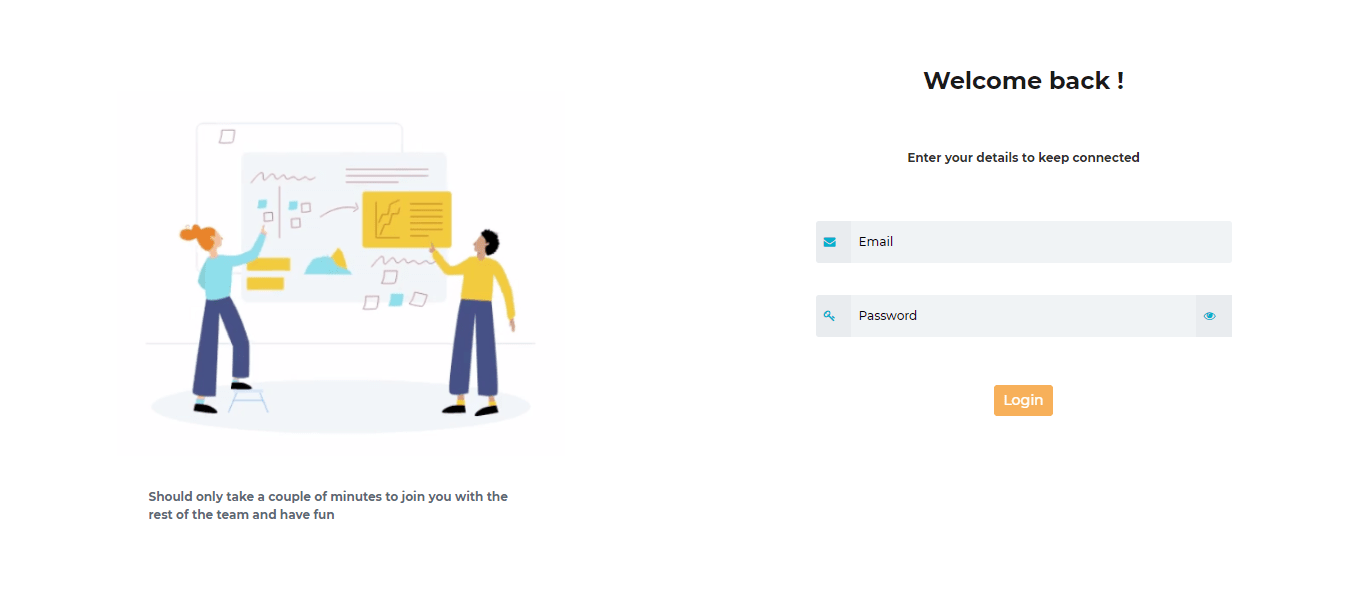 Welcome back !
Enter your details to keep connected
Email
Password
Login
Should only take a couple of minutes to join you with the
rest of the team and have fun